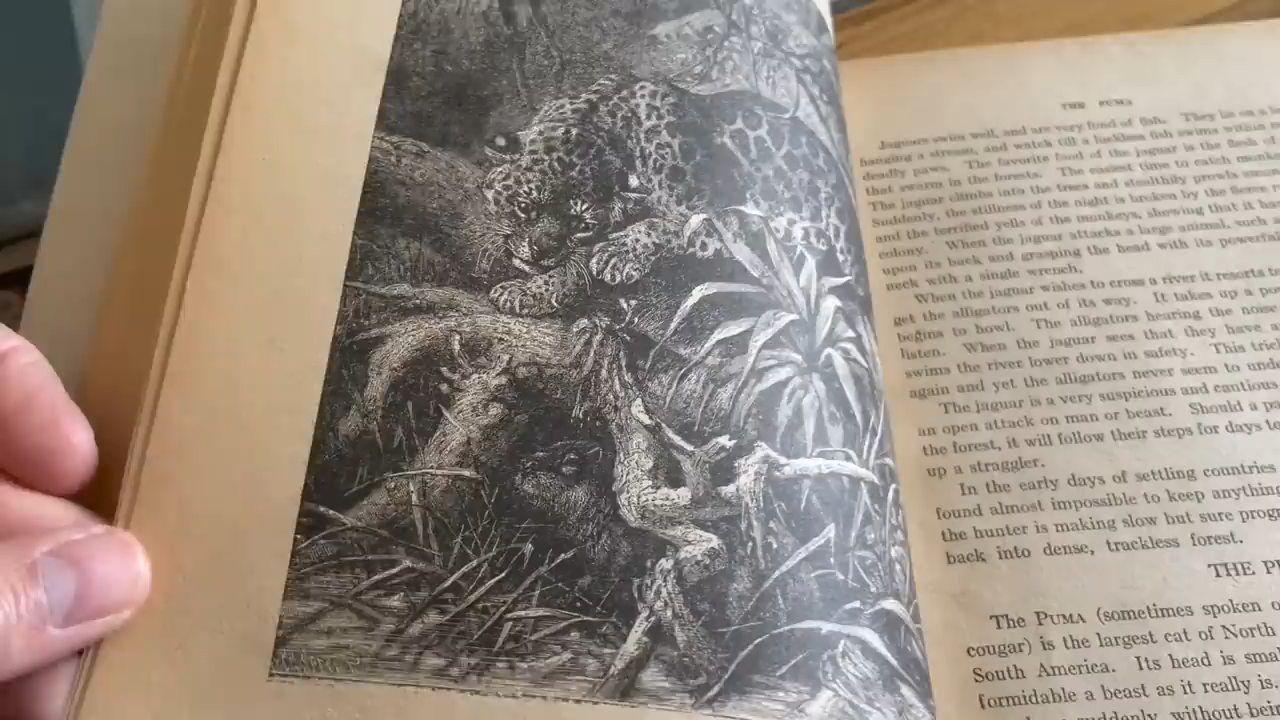 THE PUMA
Jaguars swim well, and are very fond of fish. They lie on a
hanging a stream, and watch till a luckless fish swims within
deadly paws. The favorite food of the jaguar is the flesh of
that swarm in the forests. The easiest time to catch
The jaguar climbs into the trees and stealthily prowls
Suddenly, the stillness of the night is broken by the fierce
and the terrified yells of the monkeys, showing that it has
colony. When the jaguar attacks a large animal, such
upon its back and grasping the head with its powerful
neck with a single wrench.
When the jaguar wishes to cross a river it resorts to
get the alligators out of its way. It takes up a
begins to howl. The alligators hearing the noise
listen. When the jaguar sees that they have a
swims the river lower down in safety. This
again and yet the alligators never seem to
The jaguar is a very suspicious and cautious
an open attack on man or beast. Should a
the forest, it will follow their steps for days to
up a straggler.
In the early days of settling countries
found almost impossible to keep anything
the hunter is making slow but sure prog
back into dense, trackless forest.
THE P
The PUMA (sometimes spoken o
cougar) is the largest cat of North
South America. Its head is smal
formidable a beast as it really is.
suddenly, without bein